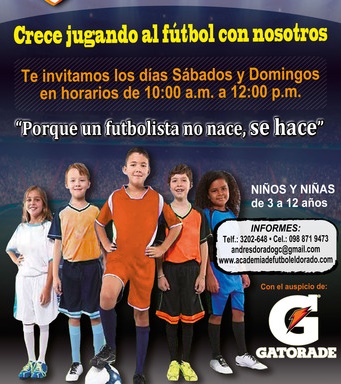 Crece jugando al fútbol con nosotros
Te invitamos los días Sábados y Domingos
en horarios de 10:00 a.m. a 12:00 p.m.
“Porque un futbolista no nace, se hace”
NIÑOS Y NIÑAS
de 3 a 12 años
INFORMES:
Telf.: 3202-648 • Cel.: 098 871 9473
andresdoradogc@gmail.com
www.academiadefutboleldorado.com
Con el auspicio de:
G
GATORADE